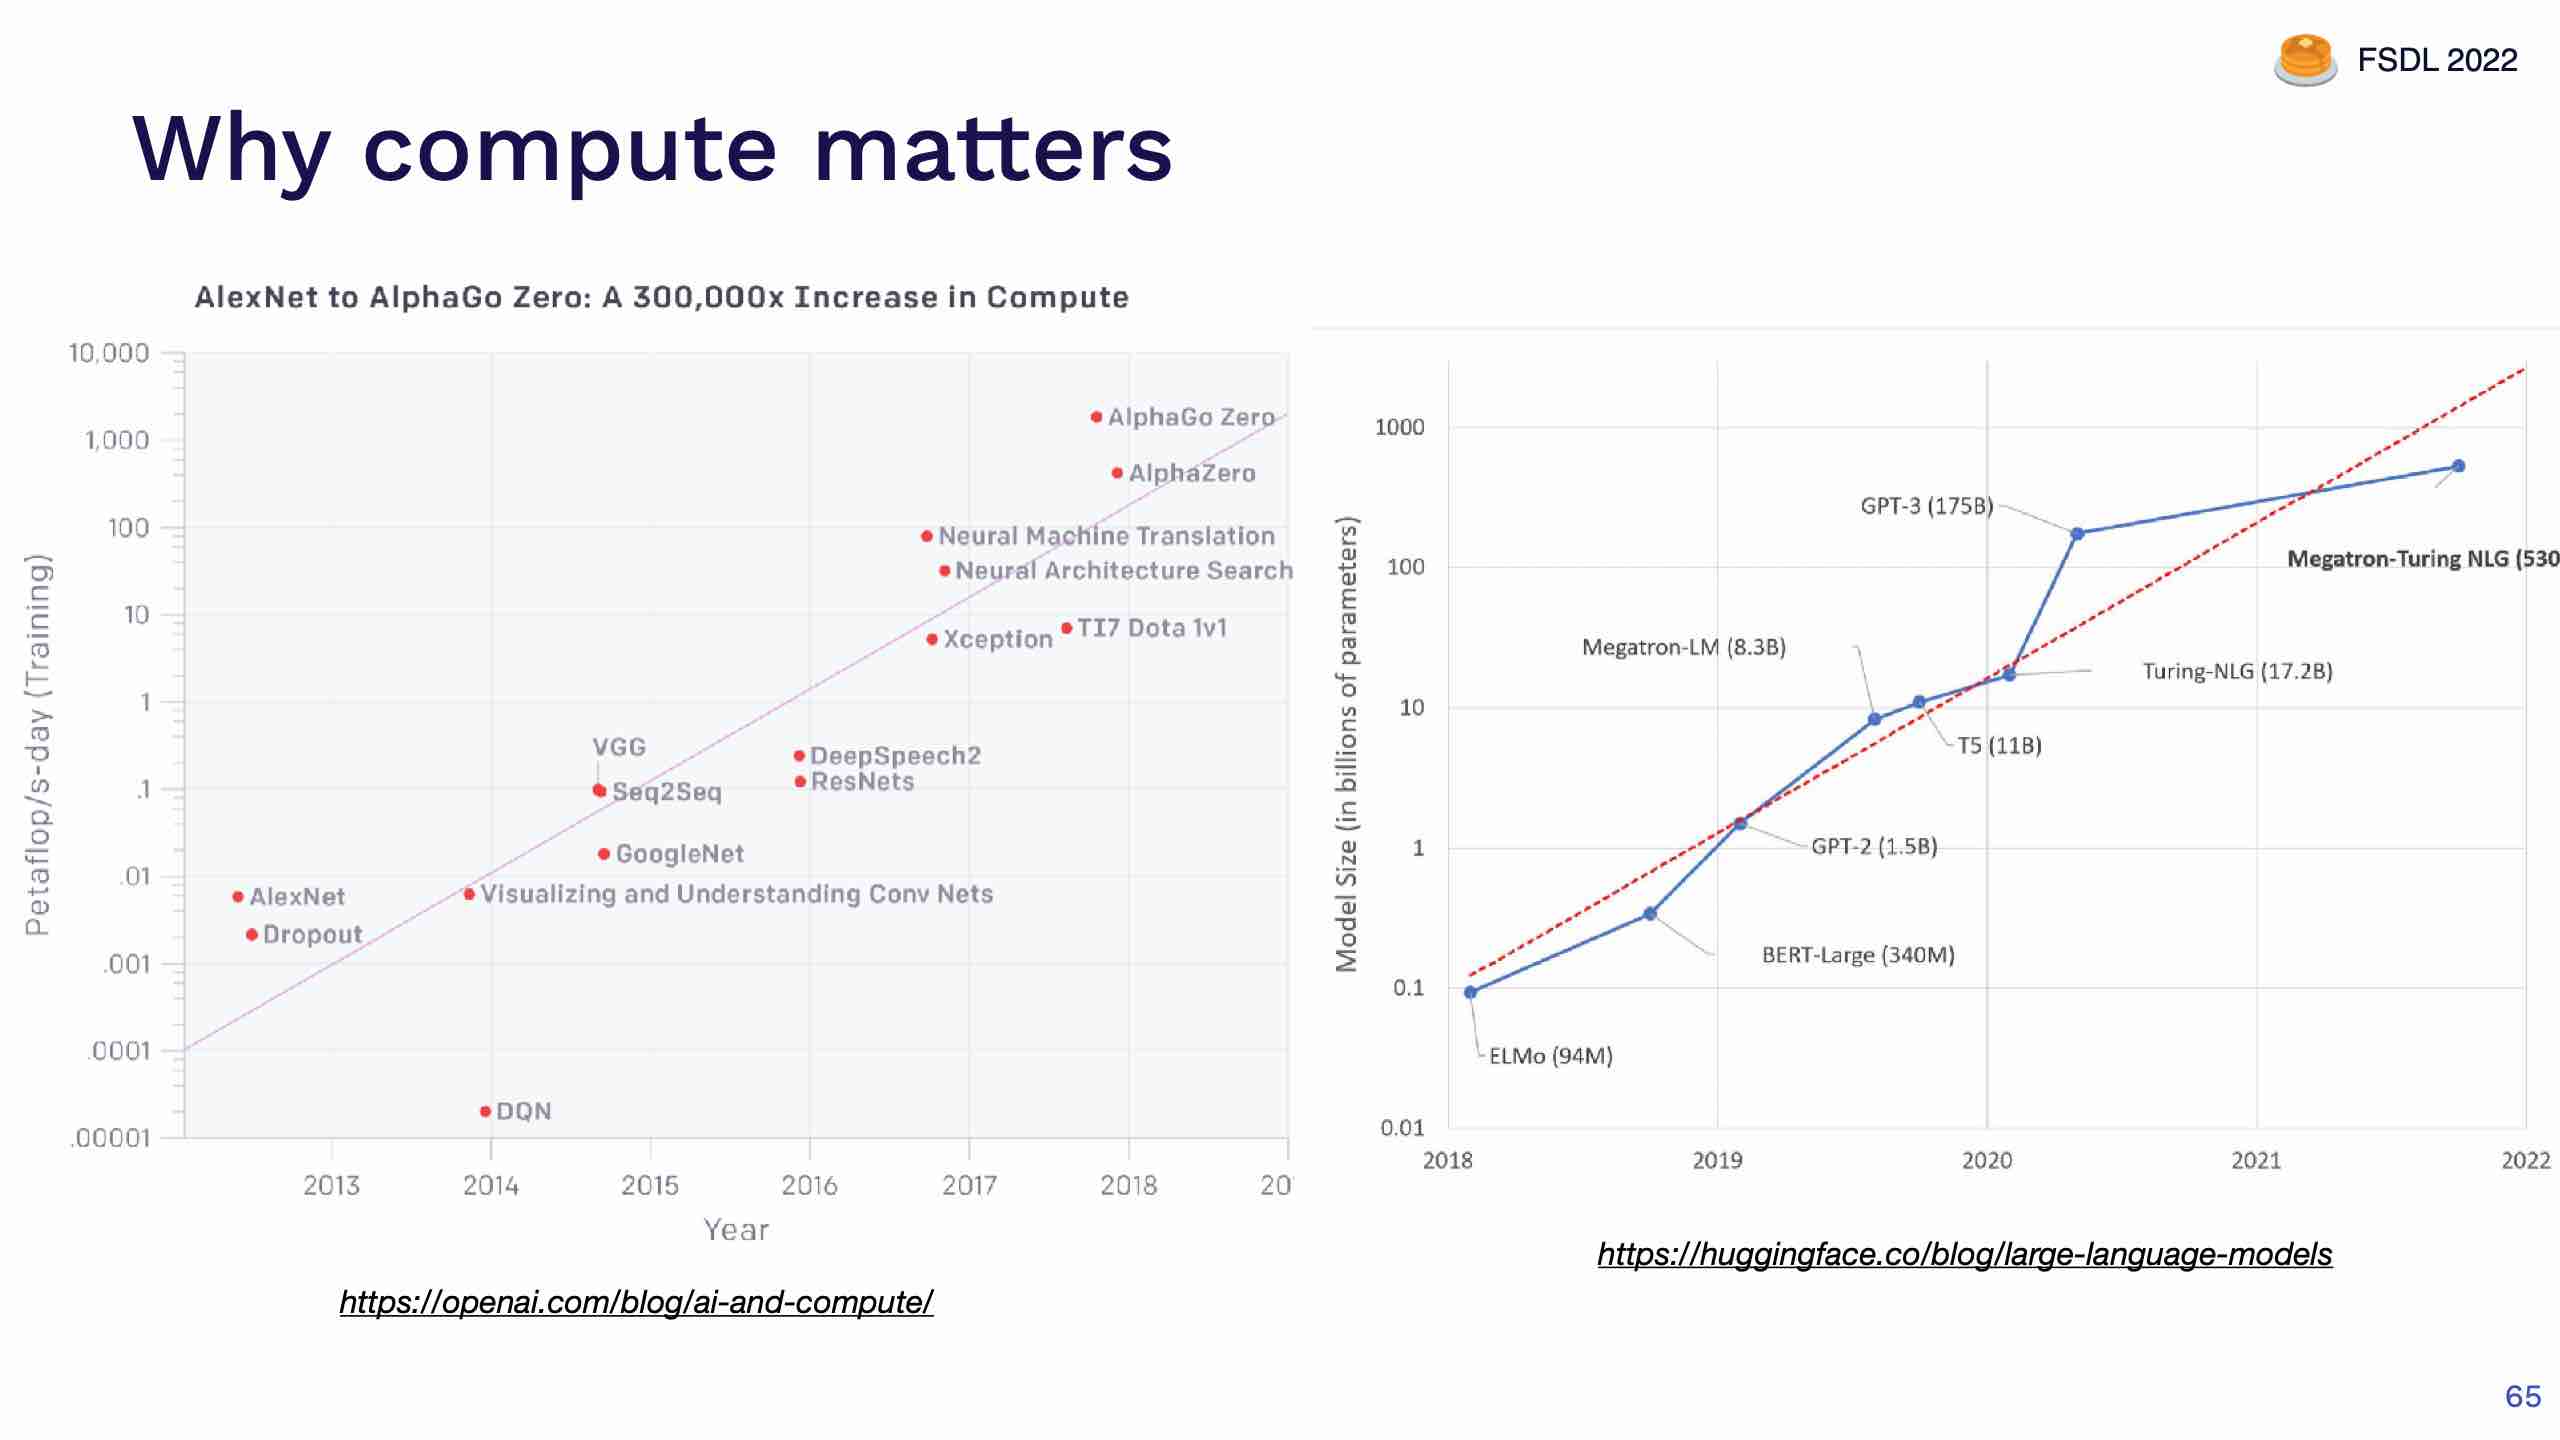 FSDL 2022
Why compute matters
AlexNet to AlphaGo Zero: A 300,000x Increase in Compute
Petaflop/s-day (Training)
10,000
1,000
100
10
1
.1
.01
.001
.0001
.00001
AlphaGo Zero
AlphaZero
Neural Machine Translation
Neural Architecture Search
TI7 Dota 1v1
Xception
VGG
DeepSpeech2
ResNets
Seq2Seq
GoogleNet
AlexNet
Visualizing and Understanding Conv Nets
Dropout
DQN
2013
2014
2015
2016
2017
2018
20
Year
https://openai.com/blog/ai-and-compute/
Model Size (in billions of parameters)
1000
100
10
1
0.1
0.01
GPT-3 (175B)
Megatron-Turing NLG (530
Megatron-LM (8.3B)
Turing-NLG (17.2B)
T5 (11B)
GPT-2 (1.5B)
BERT-Large (340M)
ELMo (94M)
2018
2019
2020
2021
2022
https://huggingface.co/blog/large-language-models
65